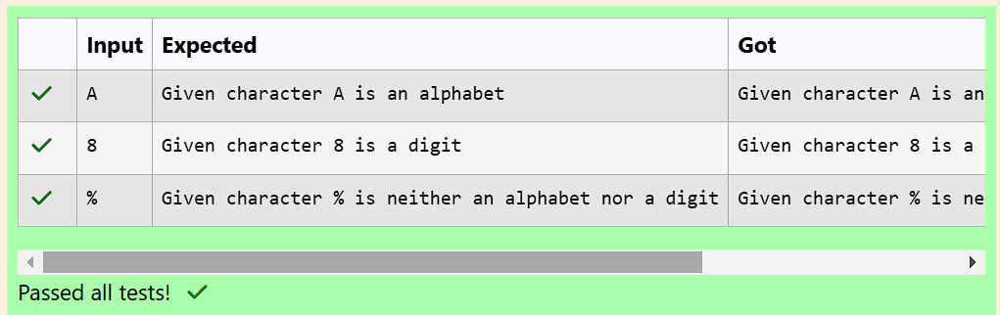 Input Expected Got
A Given character A is an alphabet Given character A is an
8 Given character 8 is a digit Given character 8 is a
% Given character % is neither an alphabet nor a digit Given character % is ne
Passed all tests!